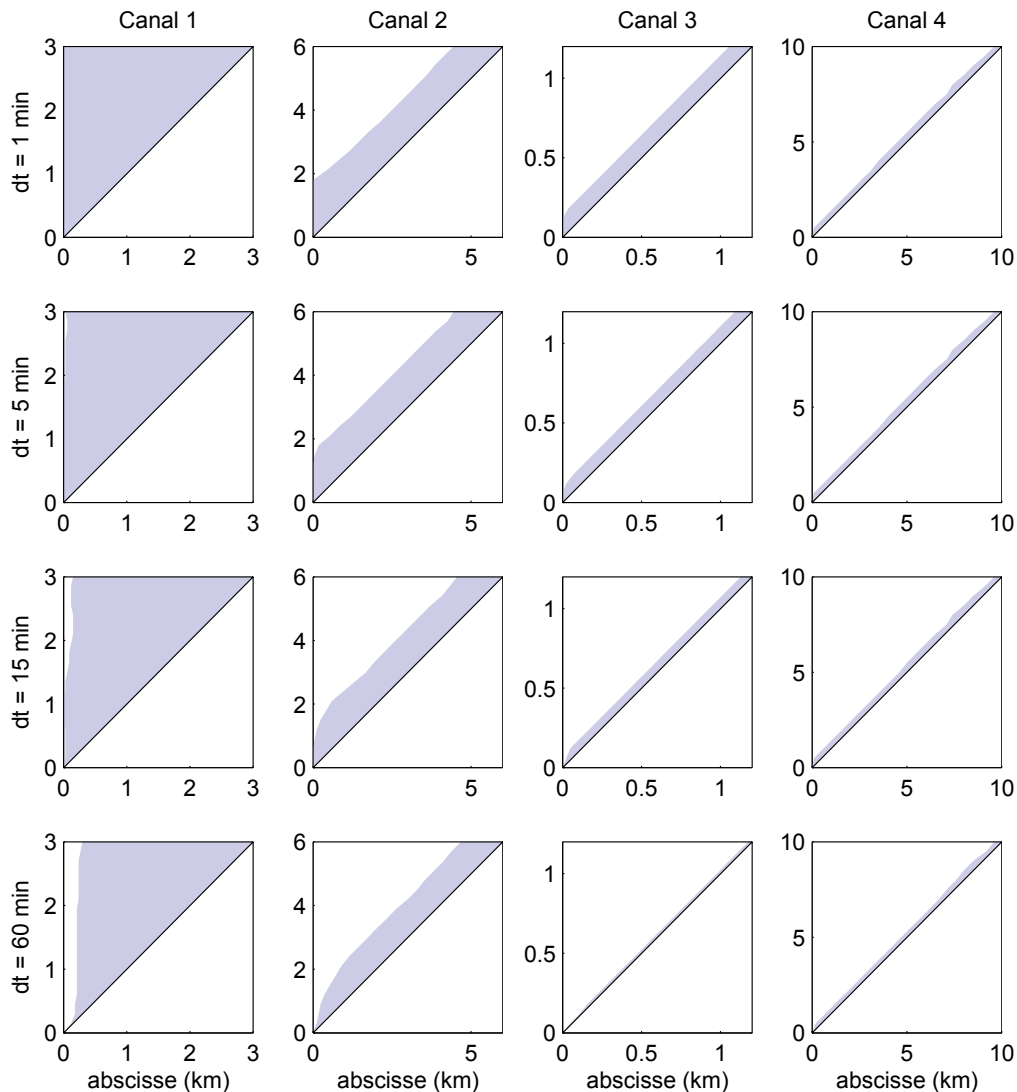 Canal 1 Canal 2 Canal 3 Canal 4
dt = 1 min
3 6 1 10
2 4 0.5 5
1 2 0 0
0 0
0 1 2 3 0 5 0 0.5 1 0 5 10
dt = 5 min
3 6 1 10
2 4 0.5 5
1 2 0 0
0 0
0 1 2 3 0 5 0 0.5 1 0 5 10
dt = 15 min
3 6 1 10
2 4 0.5 5
1 2 0 0
0 0
0 1 2 3 0 5 0 0.5 1 0 5 10
dt = 60 min
3 6 1 10
2 4 0.5 5
1 2 0 0
0 0
0 1 2 3 0 5 0 0.5 1 0 5 10
abscisse (km) abscisse (km) abscisse (km) abscisse (km)